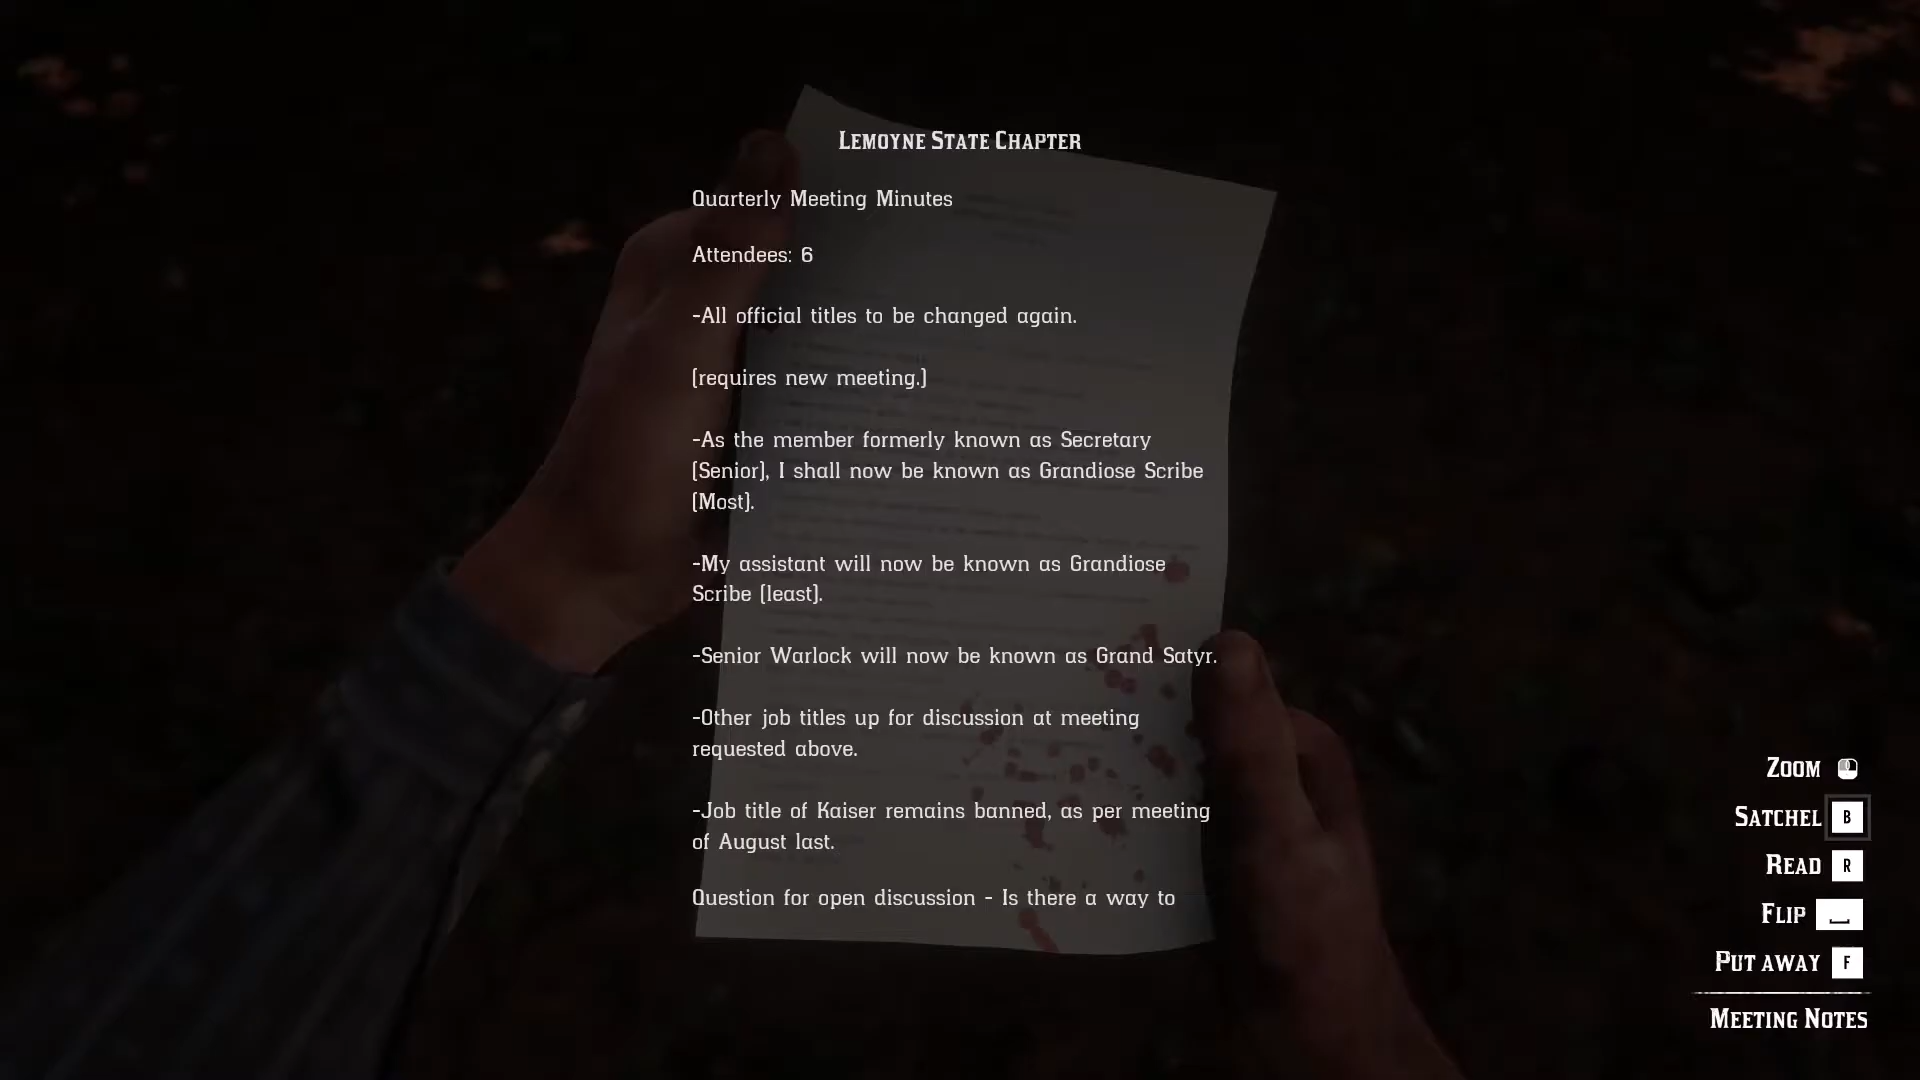 Lemoyne State Chapter
Quarterly Meeting Minutes
Attendees: 6
-All official titles to be changed again.
(requires new meeting.)
-As the member formerly known as Secretary
(Senior), I shall now be known as Grandiose Scribe
(Most).
-My assistant will now be known as Grandiose
Scribe (least).
-Senior Warlock will now be known as Grand Satyr.
-Other job titles up for discussion at meeting
requested above.
-Job title of Kaiser remains banned, as per meeting
of August last.
Question for open discussion - Is there a way to
Zoom
Satchel B
Read R
Flip
Put away F
Meeting Notes